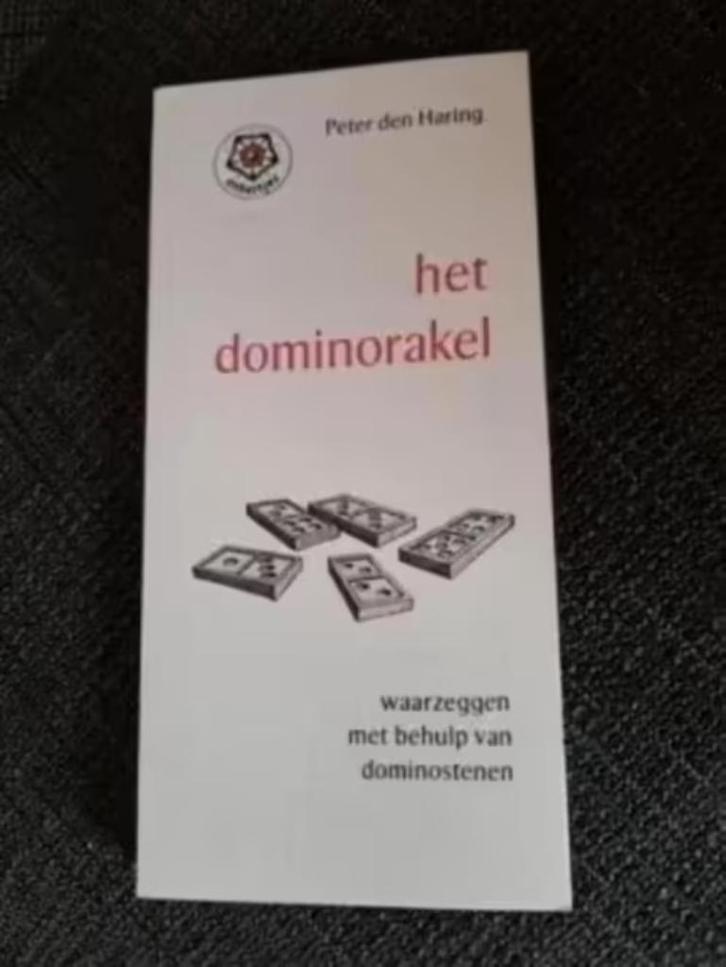 Peter den Haring
het
dominorakel
waarzeggen
met behulp van
dominostenen